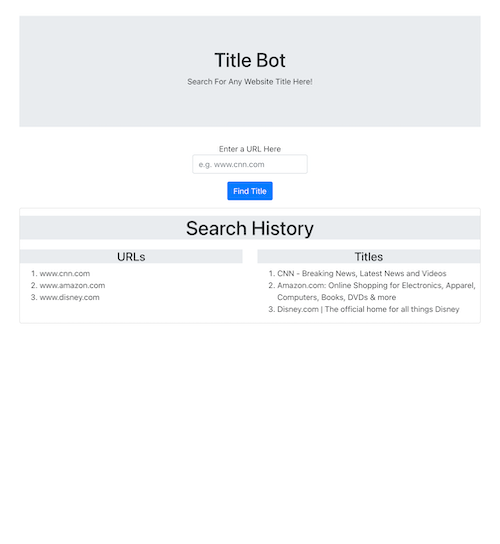 Title Bot
Search For Any Website Title Here!
Enter a URL Here
e.g. www.cnn.com
Find Title
Search History
URLs
1. www.cnn.com
2. www.amazon.com
3. www.disney.com
Titles
1. CNN - Breaking News, Latest News and Videos
2. Amazon.com: Online Shopping for Electronics, Apparel,
Computers, Books, DVDs & more
3. Disney.com | The official home for all things Disney